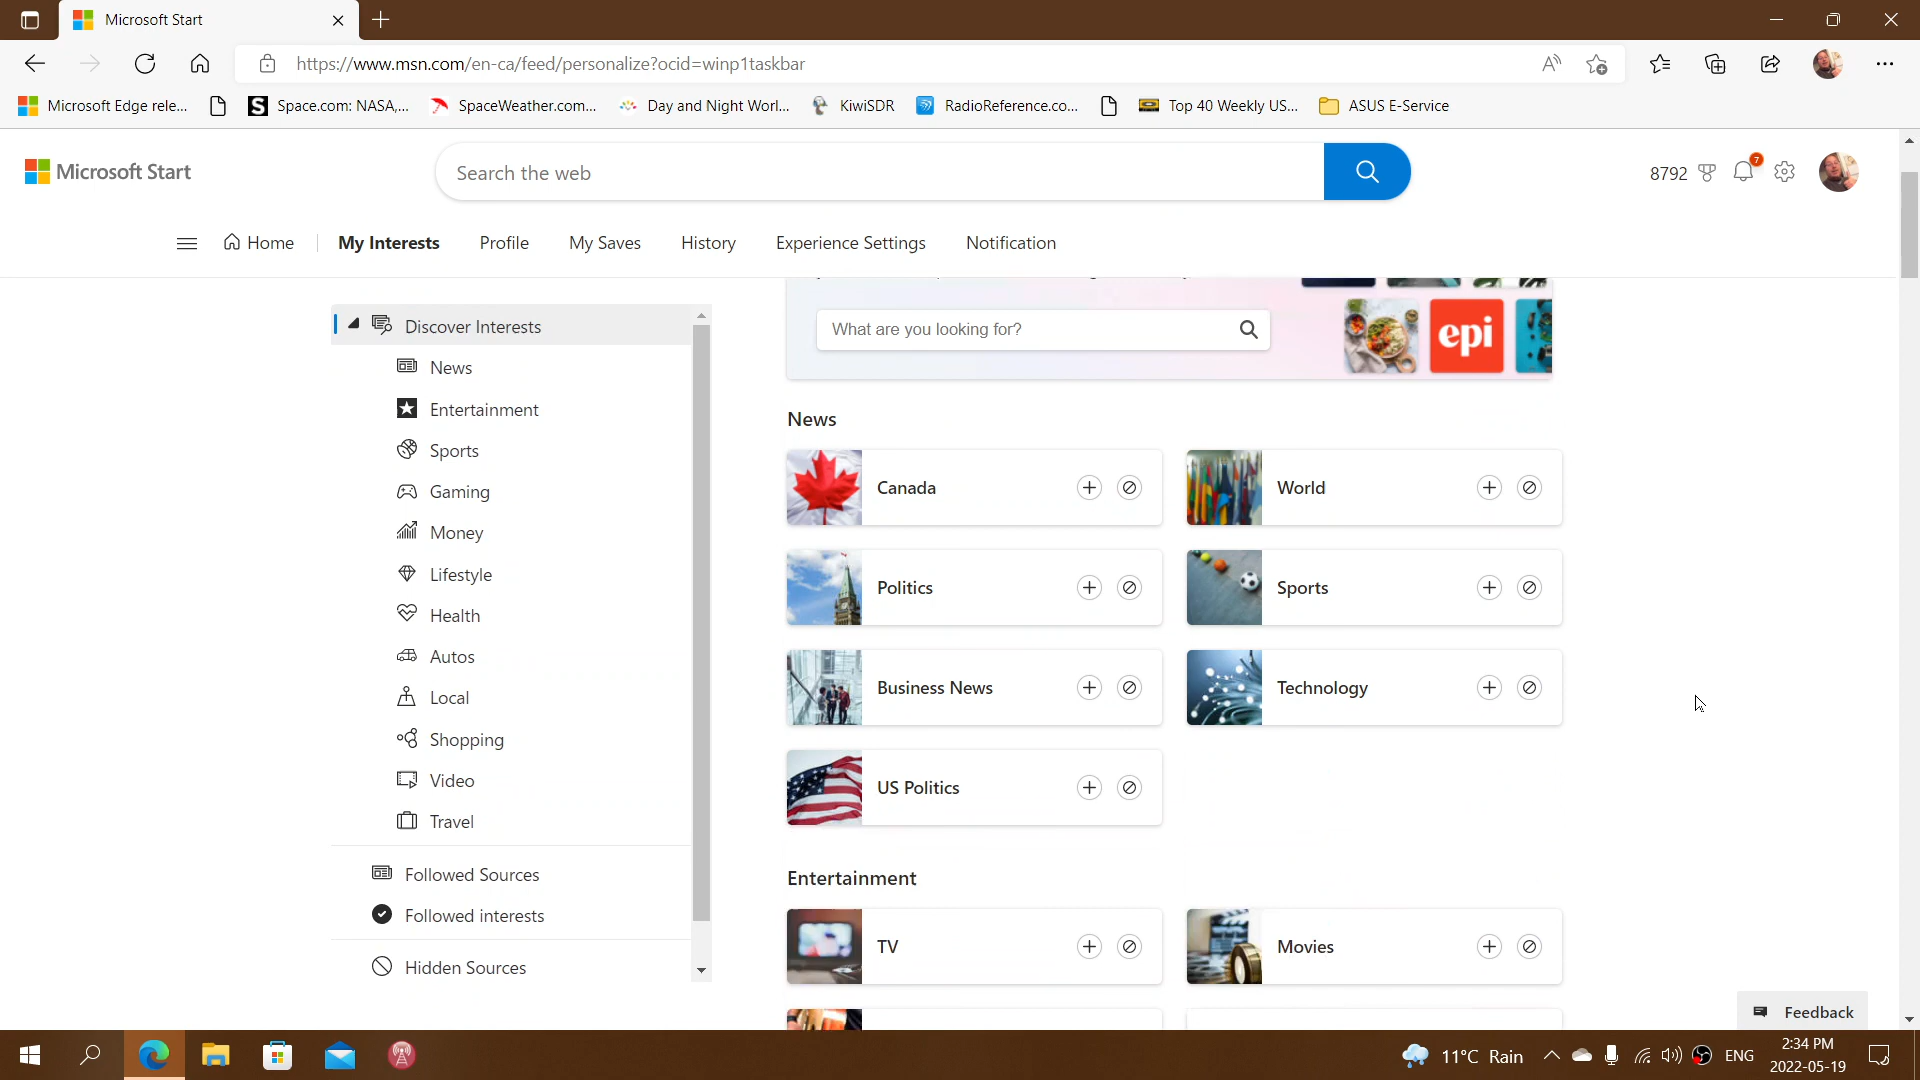 Microsoft Start
https://www.msn.com/en-ca/feed/personalize?ocid=winp1taskbar
Microsoft Edge rele... Space.com: NASA,... SpaceWeather.com... Day and Night Worl... KiwiSDR RadioReference.co... Top 40 Weekly US... ASUS E-Service
Microsoft Start
Search the web
8792
7
Home My Interests Profile My Saves History Experience Settings Notification
Discover Interests
News
Entertainment
Sports
Gaming
Money
Lifestyle
Health
Autos
Local
Shopping
Video
Travel
Followed Sources
Followed interests
Hidden Sources
What are you looking for?
epi
News
Canada
World
Politics
Sports
Business News
Technology
US Politics
Entertainment
TV
Movies
Feedback
11°C Rain
ENG
2:34 PM
2022-05-19